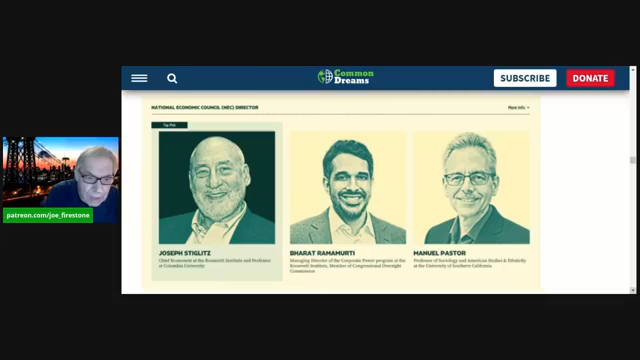 Common
Dreams
SUBSCRIBE
DONATE
NATIONAL ECONOMIC COUNCIL (NEC) DIRECTOR
More Info
Top Pick
JOSEPH STIGLITZ
Chief Economist at the Roosevelt Institute and Professor
at Columbia University
BHARAT RAMAMURTI
Managing Director of the Corporate Power program at the
Roosevelt Institute, Member of Congressional Oversight
Commission
MANUEL PASTOR
Professor of Sociology and American Studies & Ethnicity
at the University of Southern California
patreon.com/joe_firestone